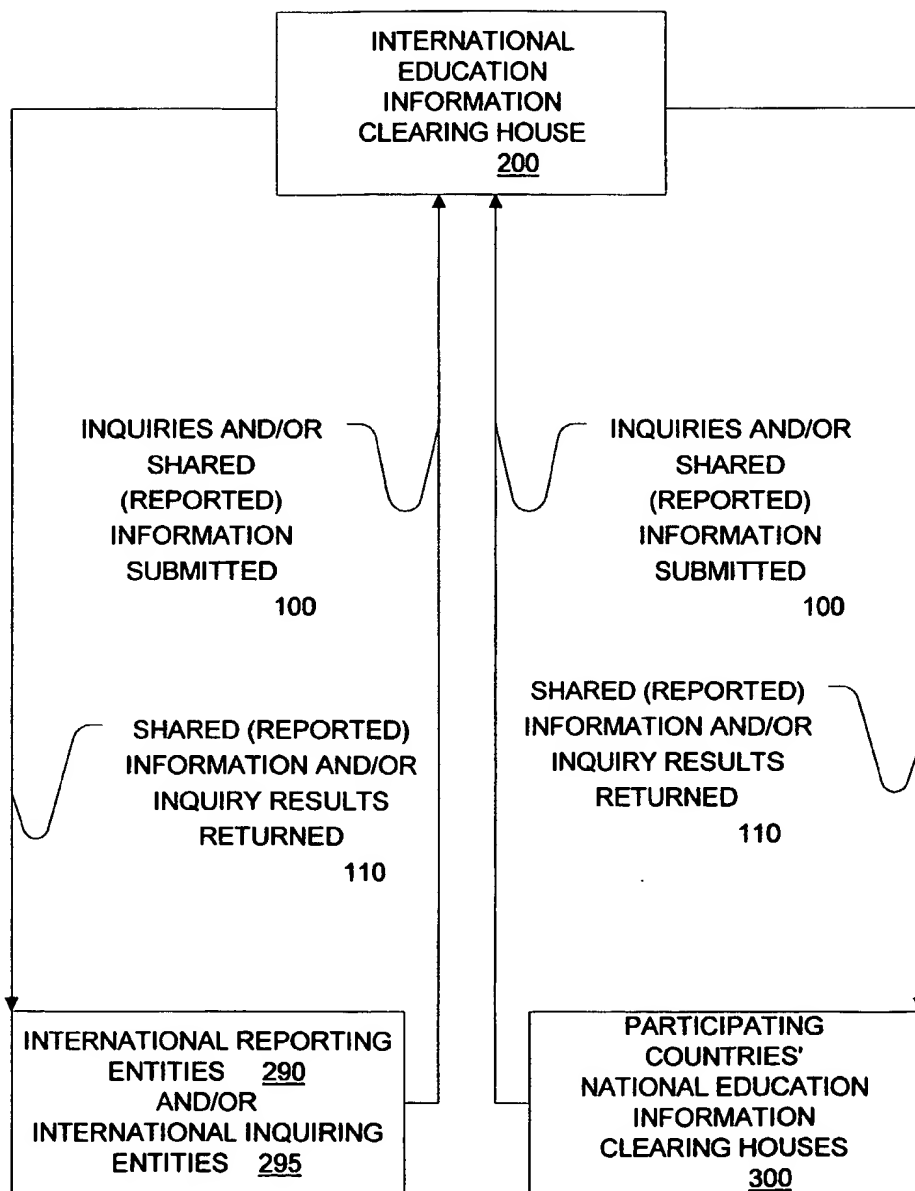 INTERNATIONAL
EDUCATION
INFORMATION
CLEARING HOUSE
200
INQUIRIES AND/OR
SHARED
(REPORTED)
INFORMATION
SUBMITTED
100
INQUIRIES AND/OR
SHARED
(REPORTED)
INFORMATION
SUBMITTED
100
SHARED (REPORTED)
INFORMATION AND/OR
INQUIRY RESULTS
RETURNED
110
SHARED (REPORTED)
INFORMATION AND/OR
INQUIRY RESULTS
RETURNED
110
INTERNATIONAL REPORTING
ENTITIES 290
AND/OR
INTERNATIONAL INQUIRING
ENTITIES 295
PARTICIPATING
COUNTRIES'
NATIONAL EDUCATION
INFORMATION
CLEARING HOUSES
300